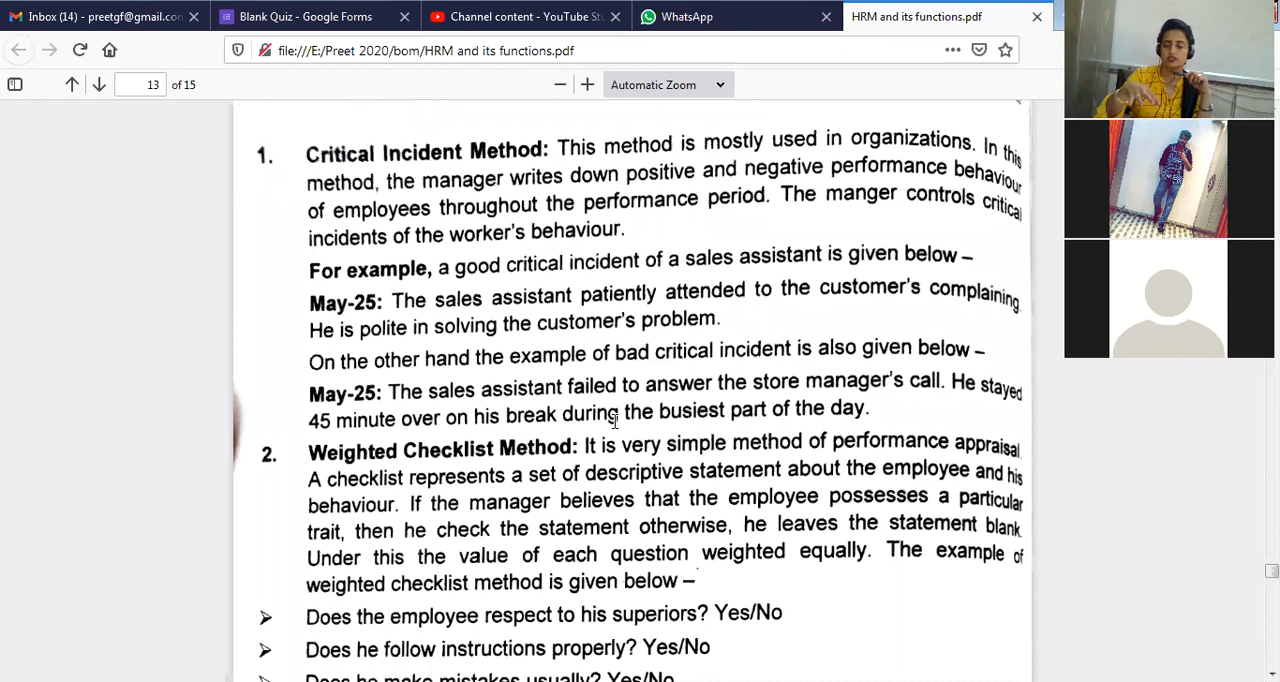 Inbox (14) - preetgf@gmail.co
Blank Quiz - Google Forms
Channel content - YouTube St
WhatsApp
HRM and its functions.pdf
file:///E:/Preet 2020/bom/HRM and its functions.pdf
13 of 15
Automatic Zoom
1. Critical Incident Method: This method is mostly used in organizations. In this
method, the manager writes down positive and negative performance behaviour
of employees throughout the performance period. The manger controls critical
incidents of the worker's behaviour.
For example, a good critical incident of a sales assistant is given below –
May-25: The sales assistant patiently attended to the customer's complaining.
He is polite in solving the customer's problem.
On the other hand the example of bad critical incident is also given below –
May-25: The sales assistant failed to answer the store manager's call. He stayed
45 minute over on his break during the busiest part of the day.
2. Weighted Checklist Method: It is very simple method of performance appraisal
A checklist represents a set of descriptive statement about the employee and his
behaviour. If the manager believes that the employee possesses a particular
trait, then he check the statement otherwise, he leaves the statement blank.
Under this the value of each question weighted equally. The example of
weighted checklist method is given below –
➢ Does the employee respect to his superiors? Yes/No
➢ Does he follow instructions properly? Yes/No
Does he make mistakes usually? Yes/No